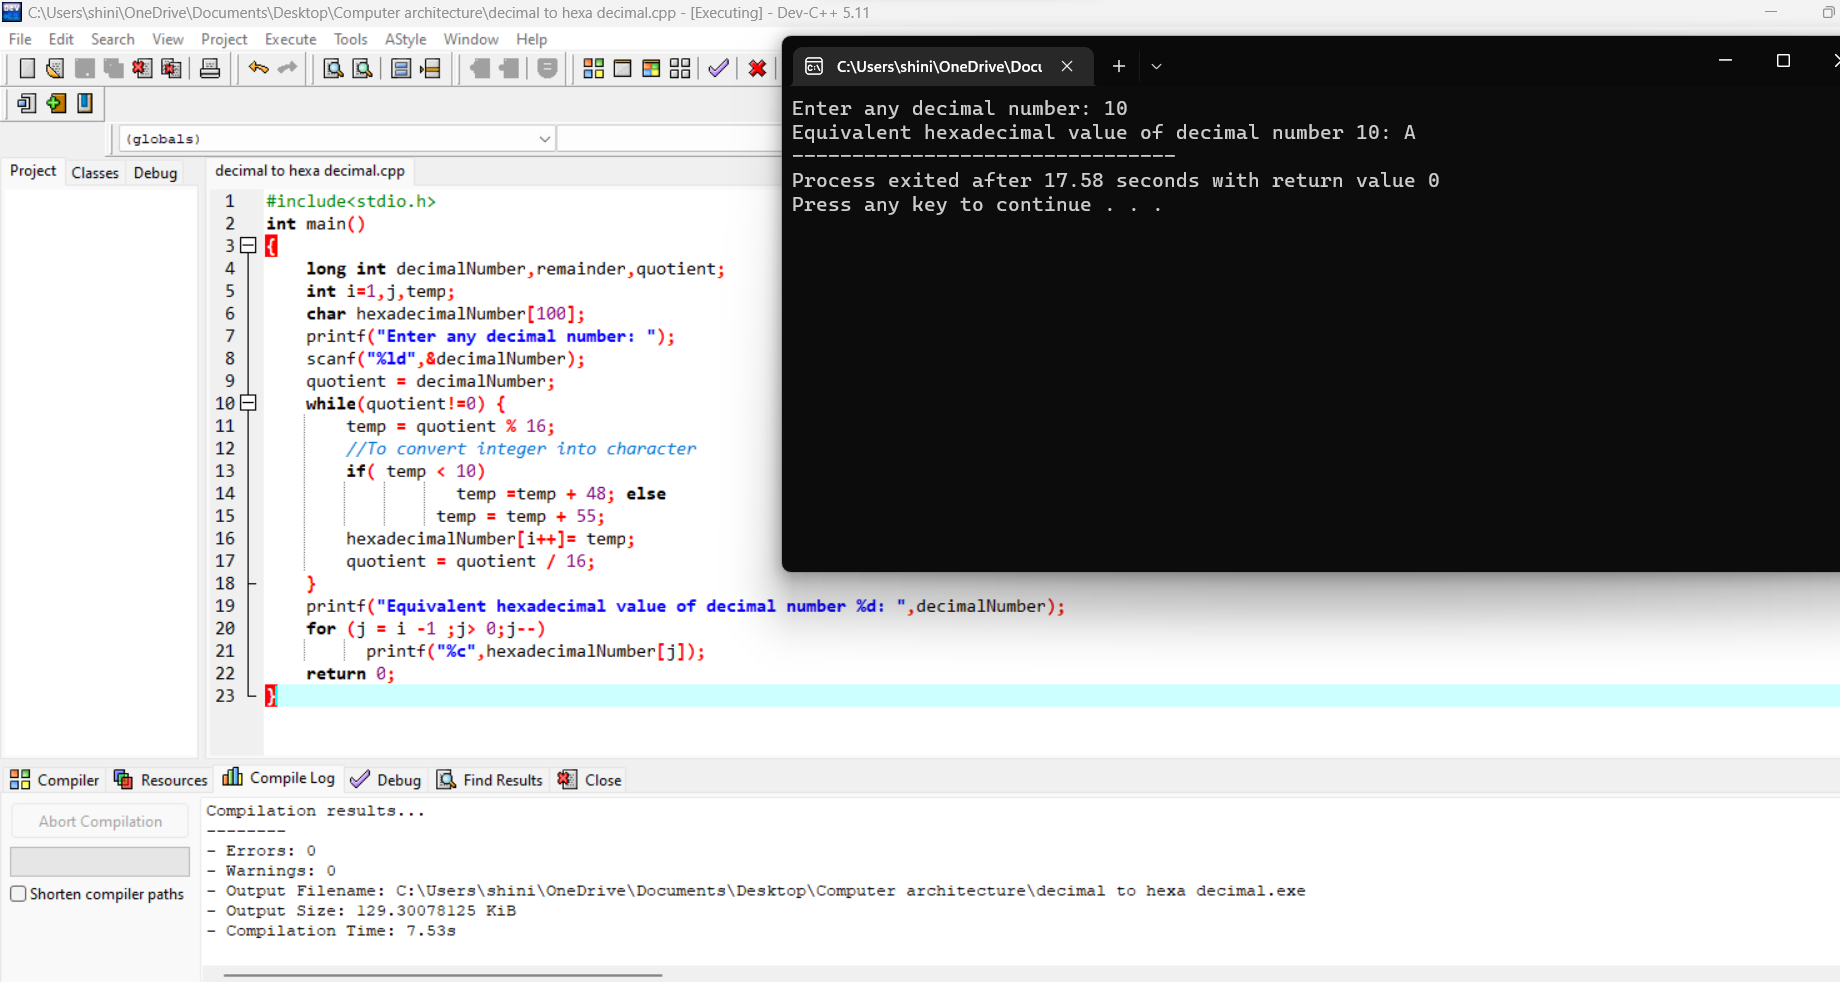 C:\Users\shini\OneDrive\Documents\Desktop\Computer architecture\decimal to hexa decimal.cpp - [Executing] - Dev-C++ 5.11
File Edit Search View Project Execute Tools AStyle Window Help
(globals)
Project Classes Debug
decimal to hexa decimal.cpp
1 #include<stdio.h>
2 int main()
3 {
4 long int decimalNumber,remainder,quotient;
5 int i=1,j,temp;
6 char hexadecimalNumber[100];
7 printf("Enter any decimal number: ");
8 scanf("%ld",&decimalNumber);
9 quotient = decimalNumber;
10 while(quotient!=0) {
11 temp = quotient % 16;
12 //To convert integer into character
13 if( temp < 10)
14 temp =temp + 48; else
15 temp = temp + 55;
16 hexadecimalNumber[i++]= temp;
17 quotient = quotient / 16;
18 }
19 printf("Equivalent hexadecimal value of decimal number %d: ",decimalNumber);
20 for (j = i -1 ;j> 0;j--)
21 printf("%c",hexadecimalNumber[j]);
22 return 0;
23 }
C:\Users\shini\OneDrive\Docu
Enter any decimal number: 10
Equivalent hexadecimal value of decimal number 10: A
--------------------------------
Process exited after 17.58 seconds with return value 0
Press any key to continue . . .
Compiler Resources Compile Log Debug Find Results Close
Abort Compilation
Shorten compiler paths
Compilation results...
--------
- Errors: 0
- Warnings: 0
- Output Filename: C:\Users\shini\OneDrive\Documents\Desktop\Computer architecture\decimal to hexa decimal.exe
- Output Size: 129.30078125 KiB
- Compilation Time: 7.53s